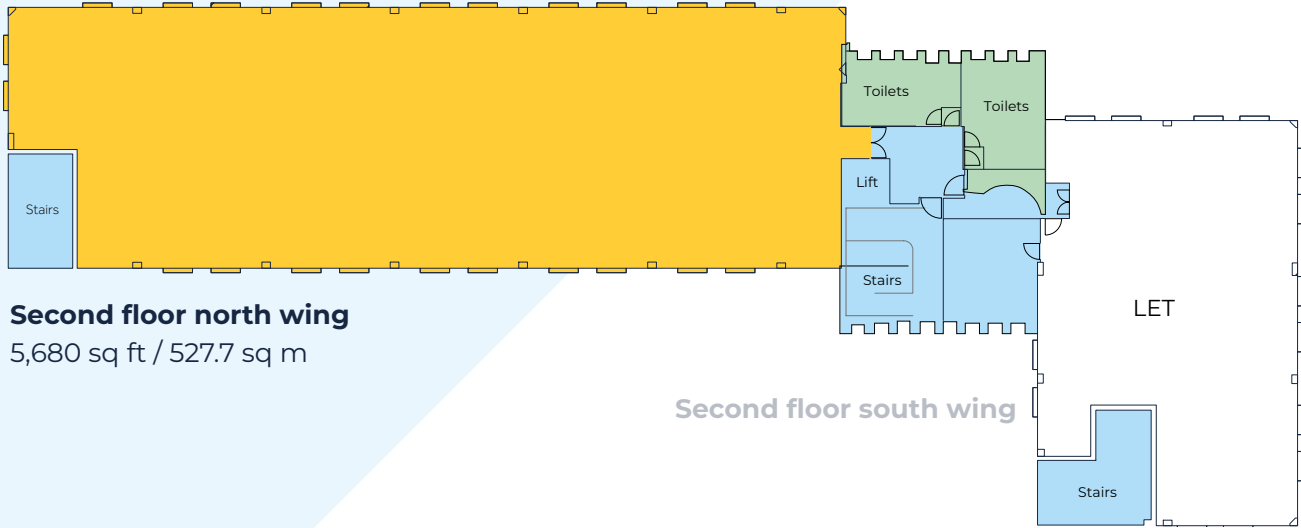 Toilets
Toilets
Lift
Stairs
Stairs
Second floor north wing
5,680 sq ft / 527.7 sq m
LET
Second floor south wing
Stairs